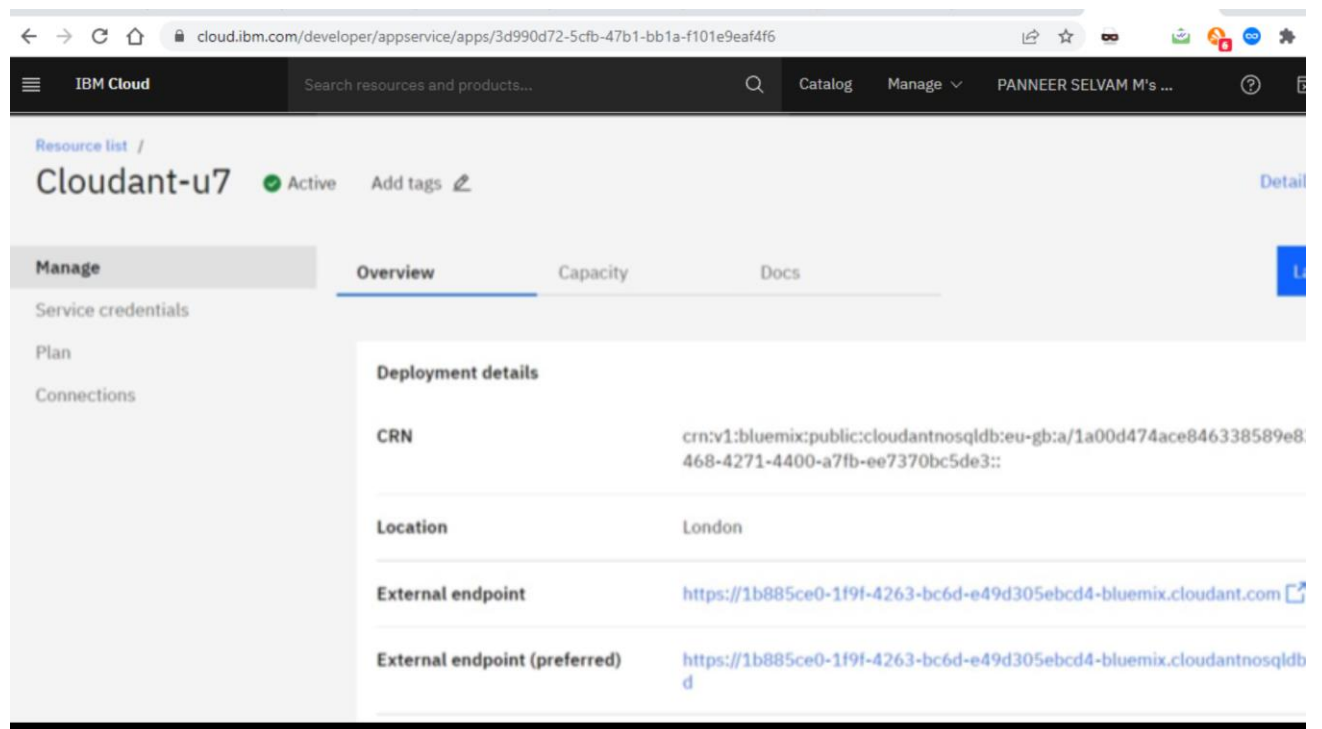 cloud.ibm.com/developer/appservice/apps/3d990d72-5cfb-47b1-bb1a-f101e9eaf4f6
6
IBM Cloud
Search resources and products...
Catalog
Manage
PANNEER SELVAM M's ...
Resource list /
Cloudant-u7
Active
Add tags
Detail
Manage
Overview
Capacity
Docs
Service credentials
Plan
Connections
Deployment details
CRN
crn:v1:bluemix:public:cloudantnosqldb:eu-gb:a/1a00d474ace846338589e8
468-4271-4400-a7fb-ee7370bc5de3::
Location
London
External endpoint
https://1b885ce0-1f9f-4263-bc6d-e49d305ebcd4-bluemix.cloudant.com
External endpoint (preferred)
https://1b885ce0-1f9f-4263-bc6d-e49d305ebcd4-bluemix.cloudantnosqldb
d